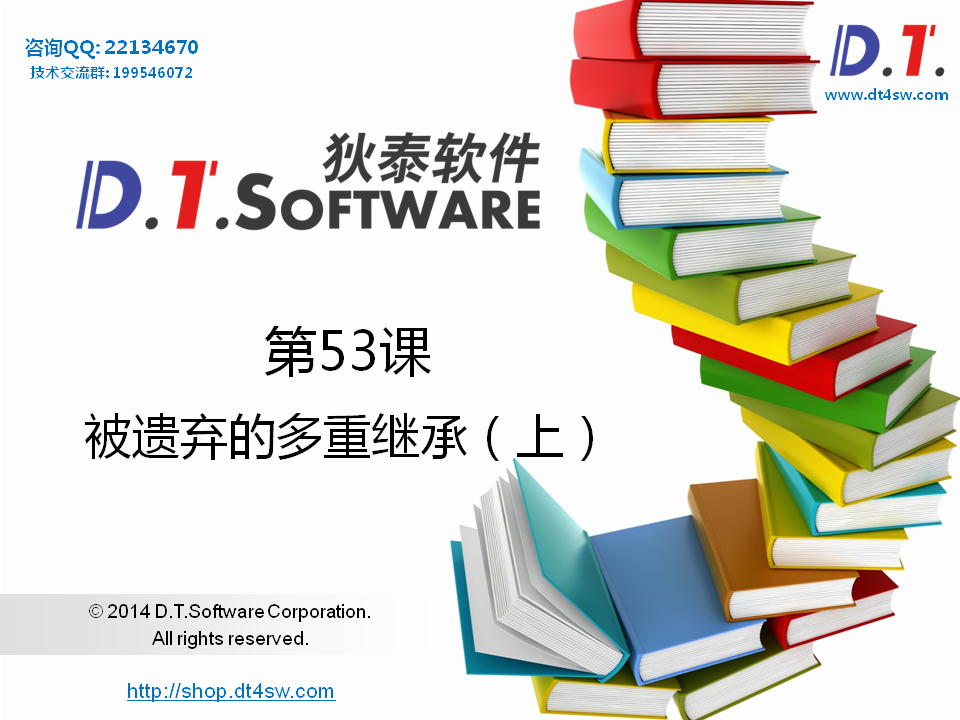 咨询QQ: 22134670
技术交流群: 199546072
D.T.
www.dt4sw.com
狄泰软件
D.T.SOFTWARE
第53课
被遗弃的多重继承（上）
© 2014 D.T.Software Corporation.
All rights reserved.
http://shop.dt4sw.com